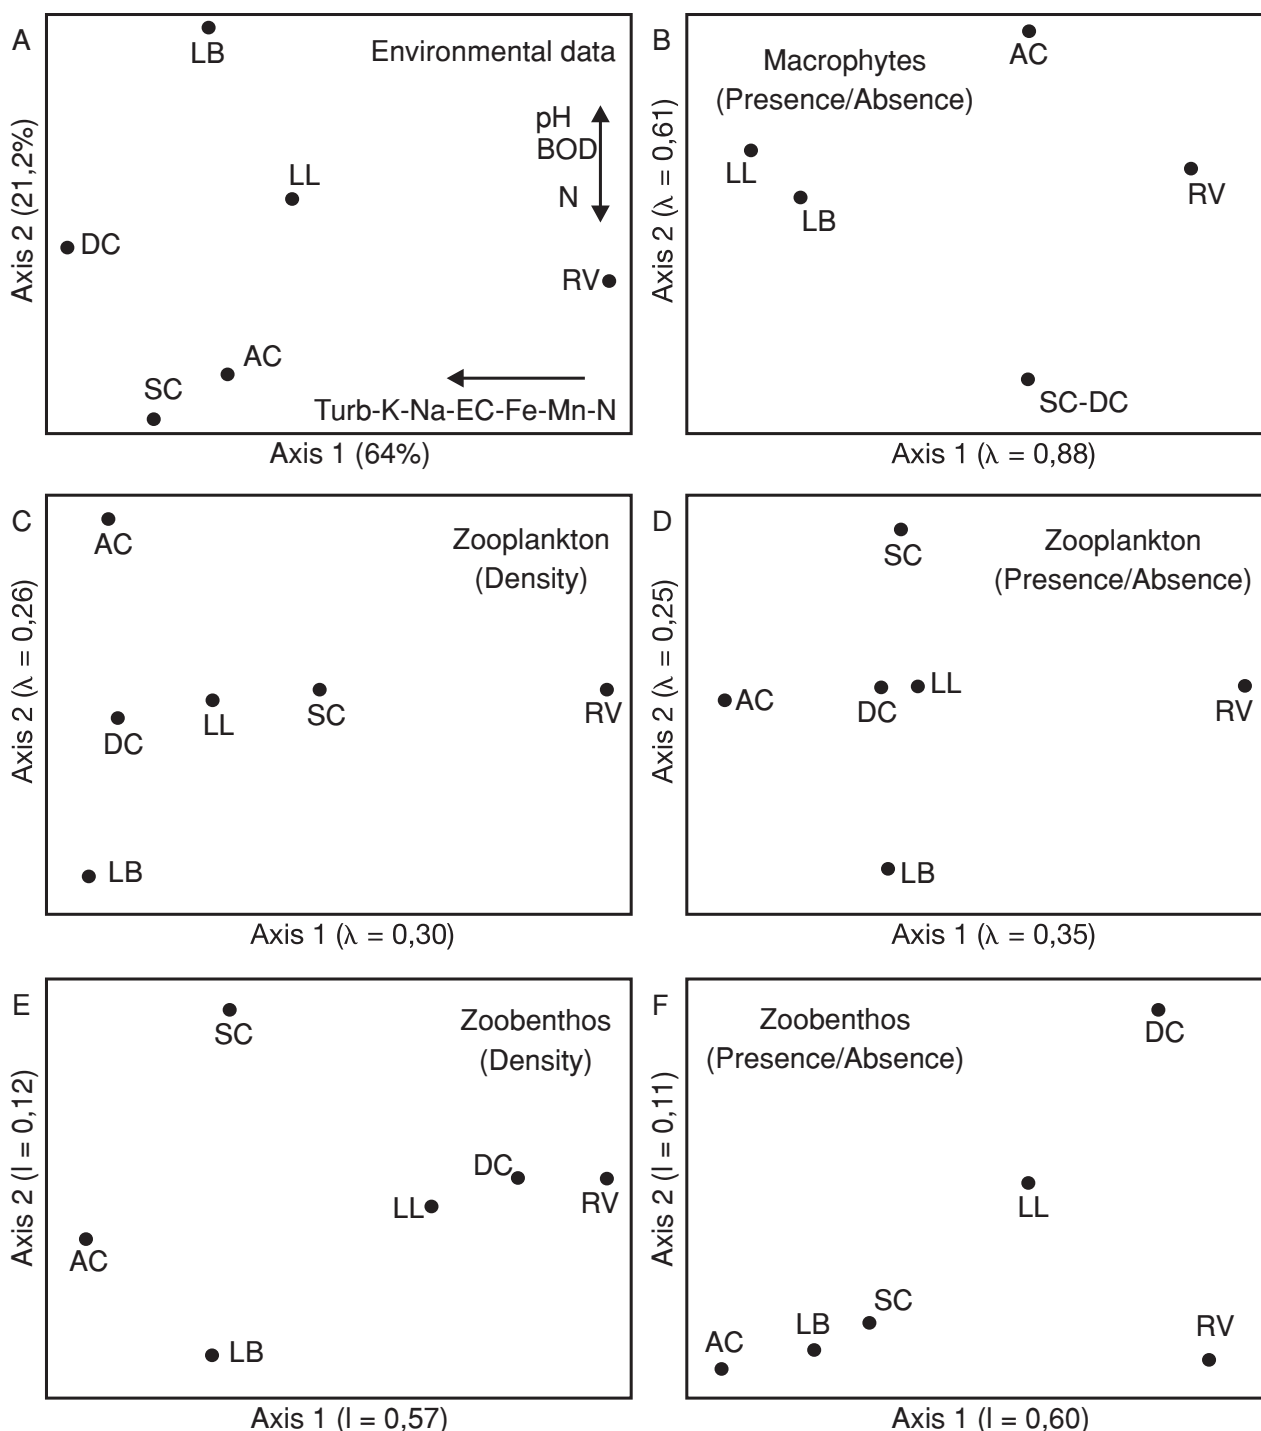 A
LB
Environmental data
pH
BOD
N
LL
DC
RV
AC
SC
Turb-K-Na-EC-Fe-Mn-N
Axis 2 (21,2%)
Axis 1 (64%)
B
Macrophytes
(Presence/Absence)
AC
LL
LB
RV
SC-DC
Axis 2 (λ = 0,61)
Axis 1 (λ = 0,88)
C
AC
Zooplankton
(Density)
DC
LL
SC
RV
LB
Axis 2 (λ = 0,26)
Axis 1 (λ = 0,30)
D
SC
Zooplankton
(Presence/Absence)
AC
DC
LL
RV
LB
Axis 2 (λ = 0,25)
Axis 1 (λ = 0,35)
E
SC
Zoobenthos
(Density)
DC
LL
RV
AC
LB
Axis 2 (l = 0,12)
Axis 1 (l = 0,57)
F
Zoobenthos
(Presence/Absence)
DC
LL
SC
LB
AC
RV
Axis 2 (l = 0,11)
Axis 1 (l = 0,60)